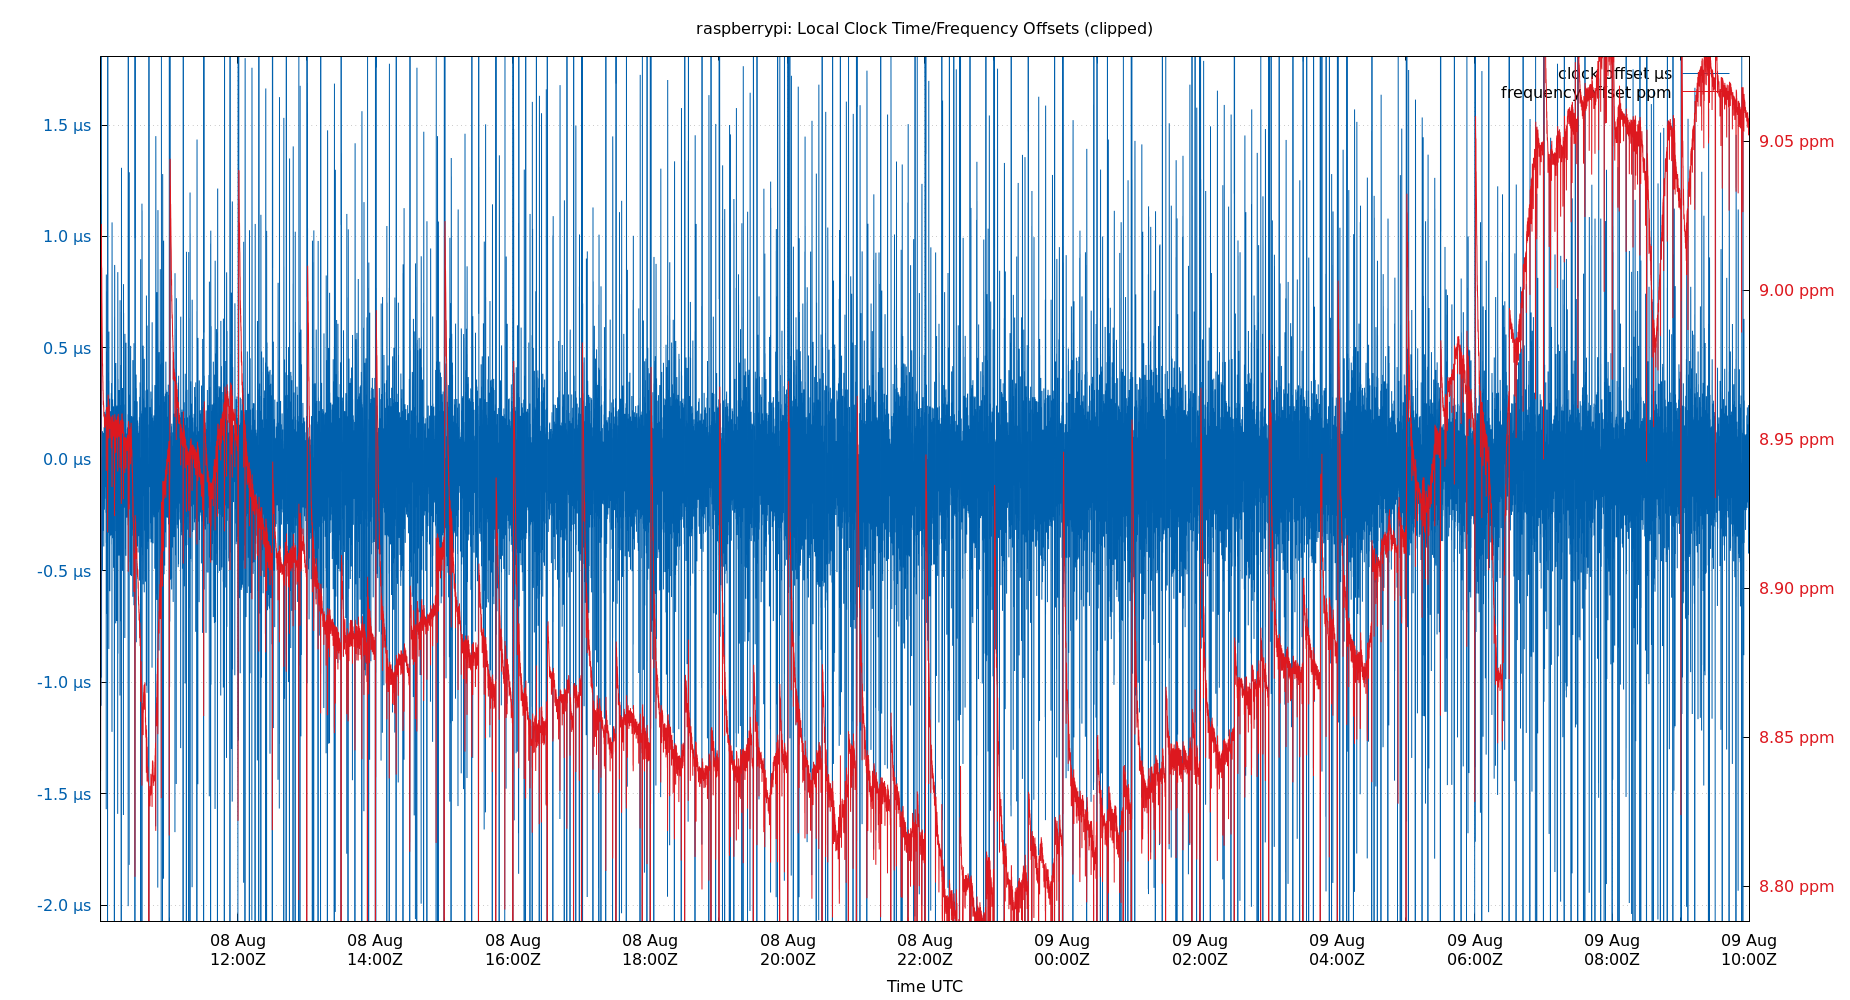 raspberrypi: Local Clock Time/Frequency Offsets (clipped)
clock offset µs
frequency offset ppm
1.5 µs
1.0 µs
0.5 µs
0.0 µs
-0.5 µs
-1.0 µs
-1.5 µs
-2.0 µs
9.05 ppm
9.00 ppm
8.95 ppm
8.90 ppm
8.85 ppm
8.80 ppm
08 Aug 08 Aug 08 Aug 08 Aug 08 Aug 08 Aug 09 Aug 09 Aug 09 Aug 09 Aug 09 Aug 09 Aug
12:00Z 14:00Z 16:00Z 18:00Z 20:00Z 22:00Z 00:00Z 02:00Z 04:00Z 06:00Z 08:00Z 10:00Z
Time UTC